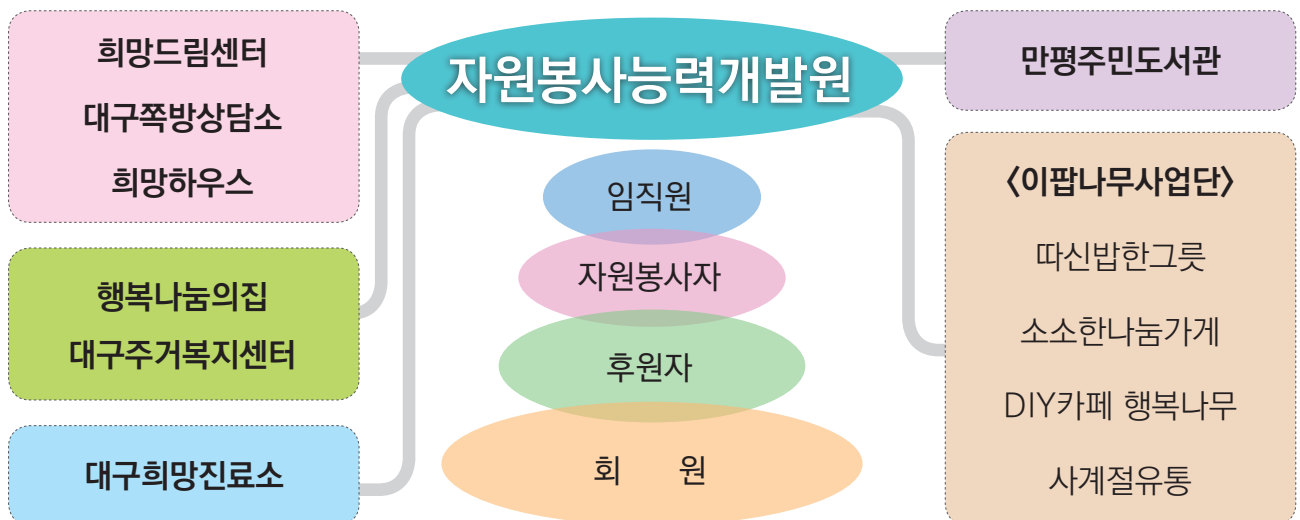 자원봉사능력개발원
희망드림센터
대구쪽방상담소
희망하우스
행복나눔의집
대구주거복지센터
대구희망진료소
임직원
자원봉사자
후원자
회 원
만평주민도서관
〈이팝나무사업단〉
따신밥한그릇
소소한나눔가게
DIY카페 행복나무
사계절유통